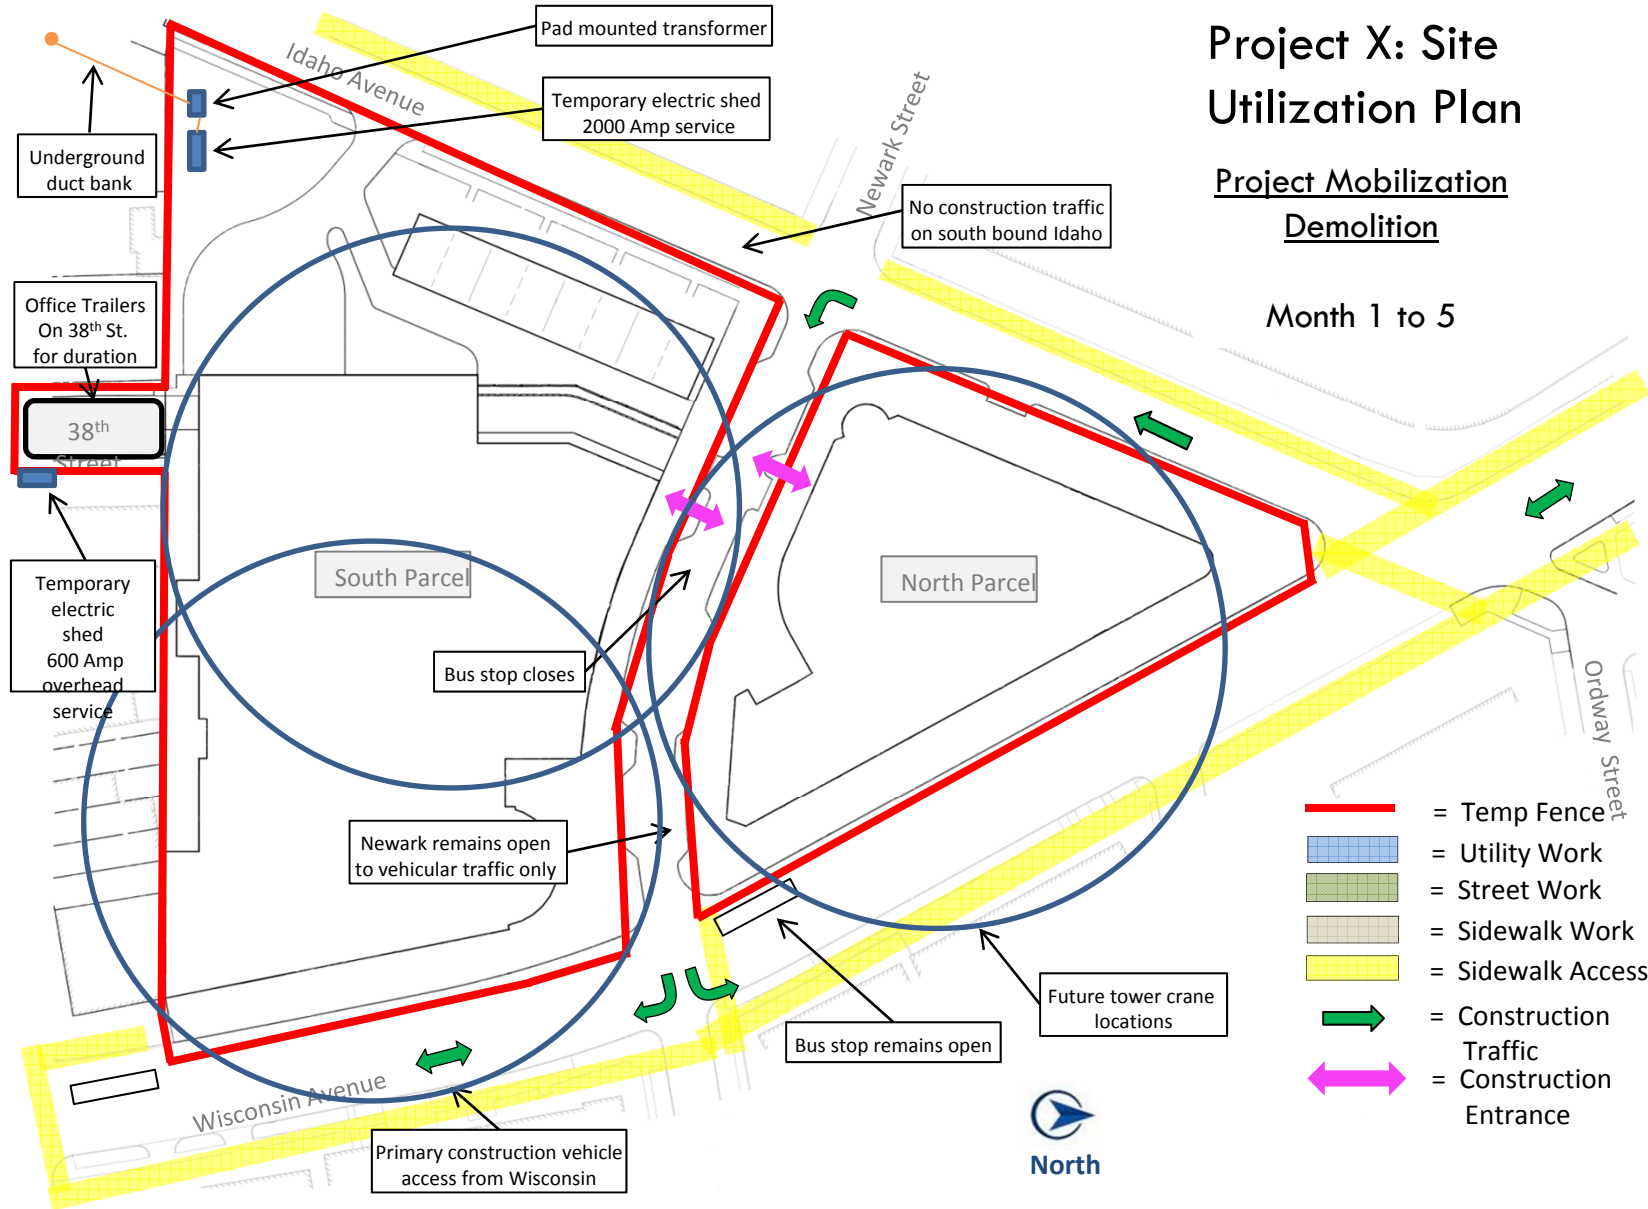 Project X: Site
Utilization Plan
Project Mobilization
Demolition
Month 1 to 5
Pad mounted transformer
Temporary electric shed
2000 Amp service
Underground
duct bank
Idaho Avenue
Newark Street
No construction traffic
on south bound Idaho
Office Trailers
On 38th St.
for duration
38th
Street
Temporary
electric
shed
600 Amp
overhead
service
South Parcel
North Parcel
Bus stop closes
Newark remains open
to vehicular traffic only
Ordway Street
Bus stop remains open
Future tower crane
locations
Wisconsin Avenue
Primary construction vehicle
access from Wisconsin
North
= Temp Fence
= Utility Work
= Street Work
= Sidewalk Work
= Sidewalk Access
= Construction
Traffic
= Construction
Entrance